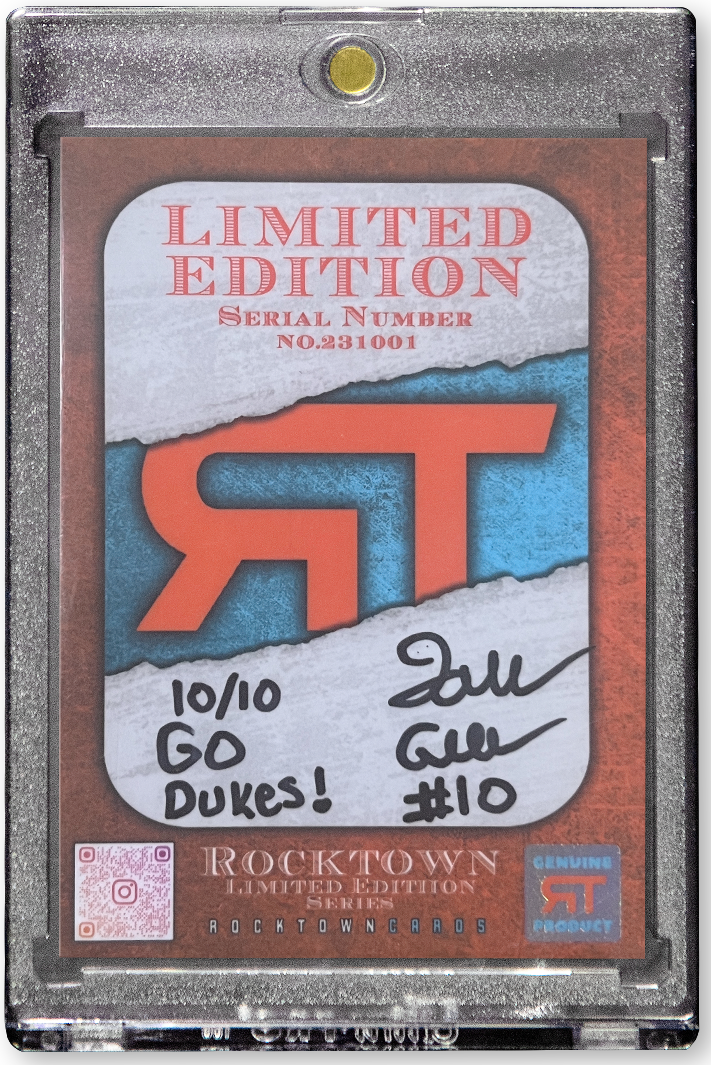 LIMITED
EDITION
SERIAL NUMBER
NO.231001
RT
10/10
GO
DUKES!
#10
ROCKTOWN
LIMITED EDITIION
SERIES
ROCKTOWNCARDS
GENUINE
RT
PRODUCT